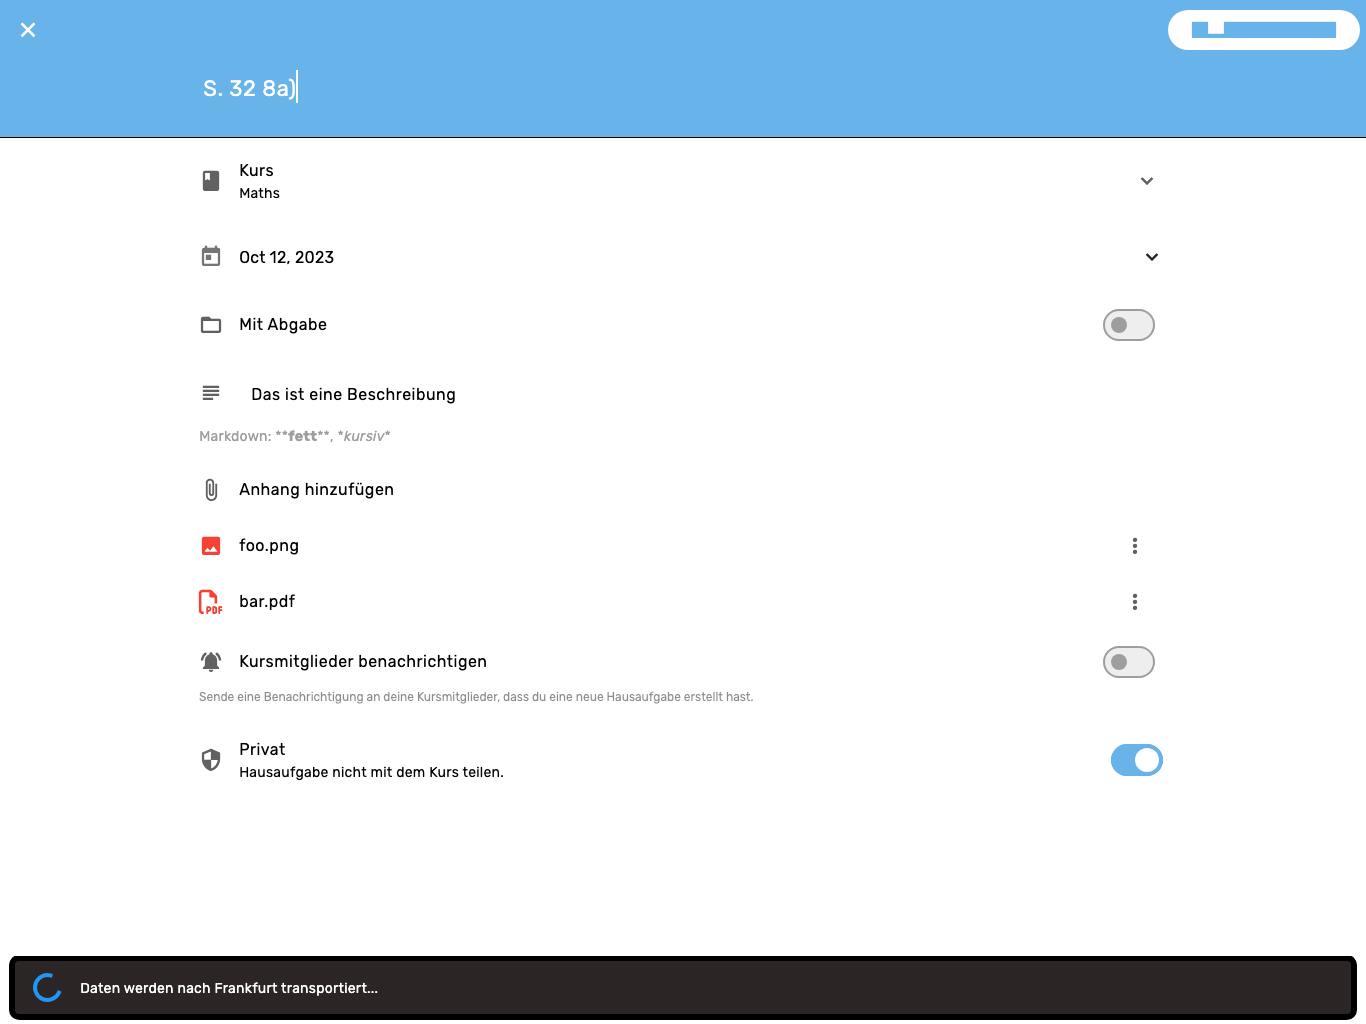 S. 32 8a)
Kurs
Maths
Oct 12, 2023
Mit Abgabe
Das ist eine Beschreibung
Markdown: **fett**, *kursiv*
Anhang hinzufügen
foo.png
PDF
bar.pdf
Kursmitglieder benachrichtigen
Sende eine Benachrichtigung an deine Kursmitglieder, dass du eine neue Hausaufgabe erstellt hast.
Privat
Hausaufgabe nicht mit dem Kurs teilen.
Daten werden nach Frankfurt transportiert...